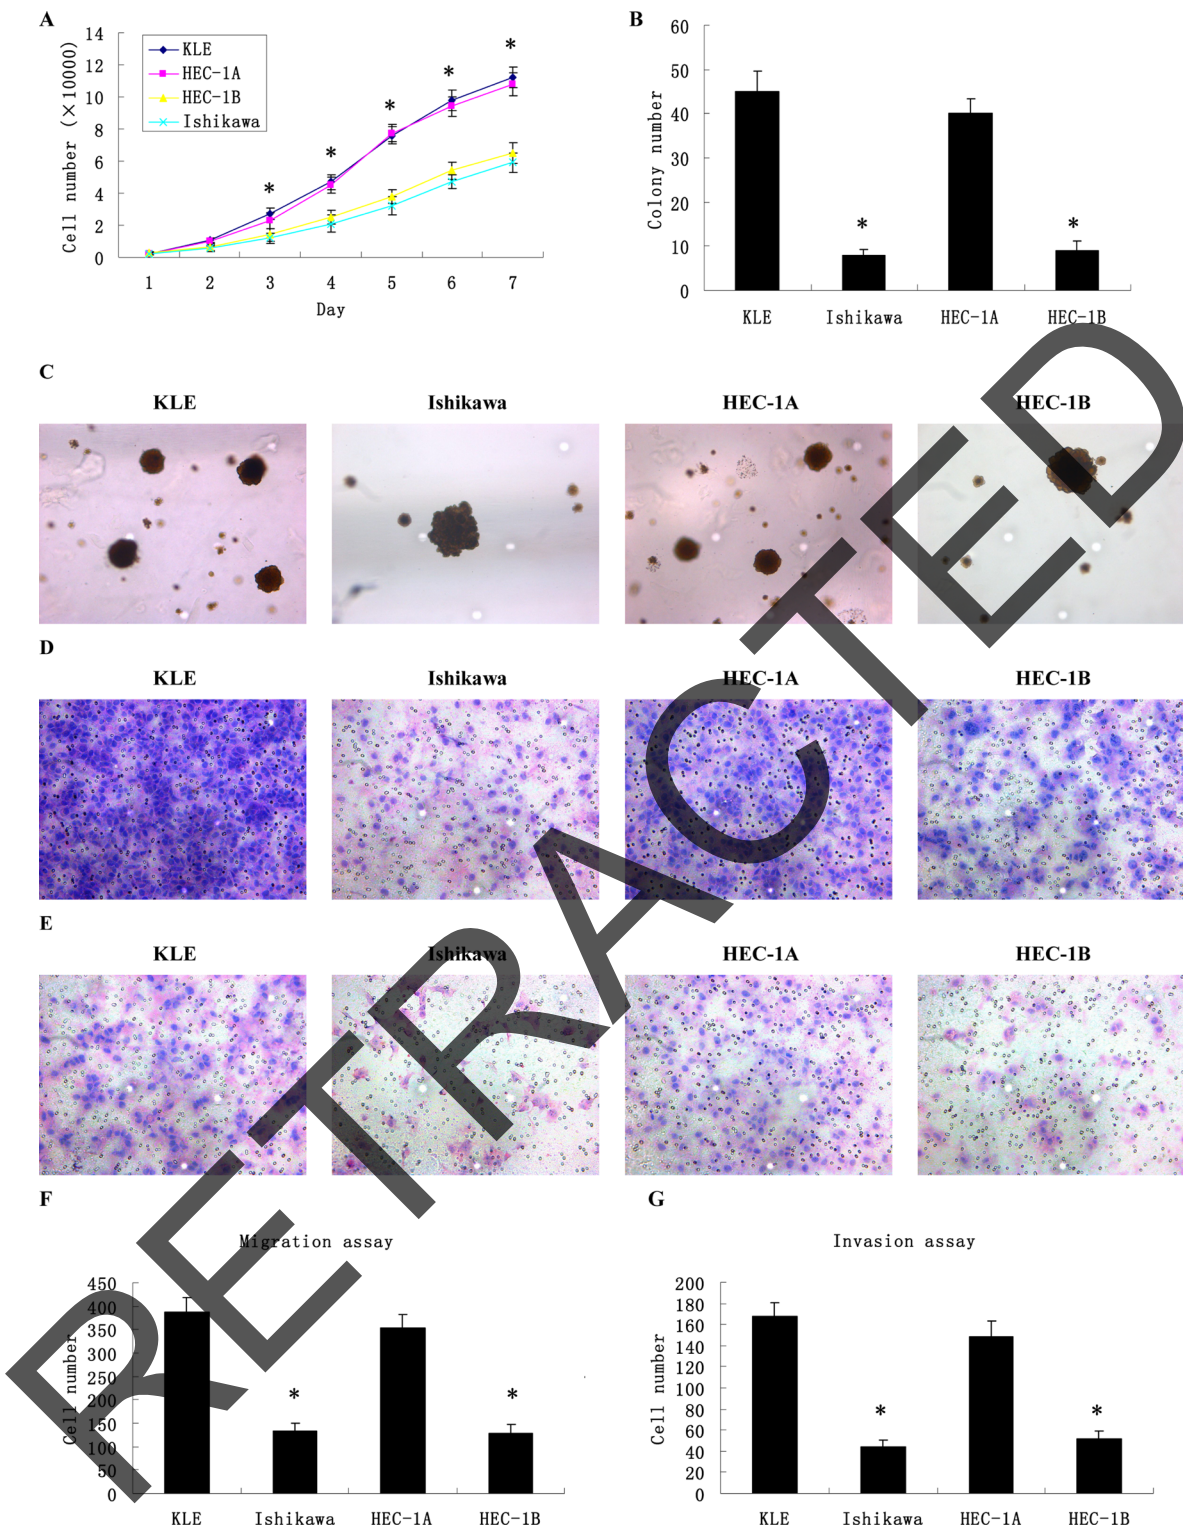 A
14
12
10
8
6
4
2
0
Cell number (×10000)
KLE
HEC-1A
HEC-1B
Ishikawa
* * * * *
1 2 3 4 5 6 7
Day
B
60
50
40
30
20
10
0
Colony number
* *
KLE Ishikawa HEC-1A HEC-1B
C
KLE Ishikawa HEC-1A HEC-1B
D
KLE Ishikawa HEC-1A HEC-1B
E
KLE Ishikawa HEC-1A HEC-1B
F
Migration assay
450
400
350
300
250
200
150
100
50
0
Cell number
* *
KLE Ishikawa HEC-1A HEC-1B
G
Invasion assay
200
180
160
140
120
100
80
60
40
20
0
Cell number
* *
KLE Ishikawa HEC-1A HEC-1B
RETRACTED